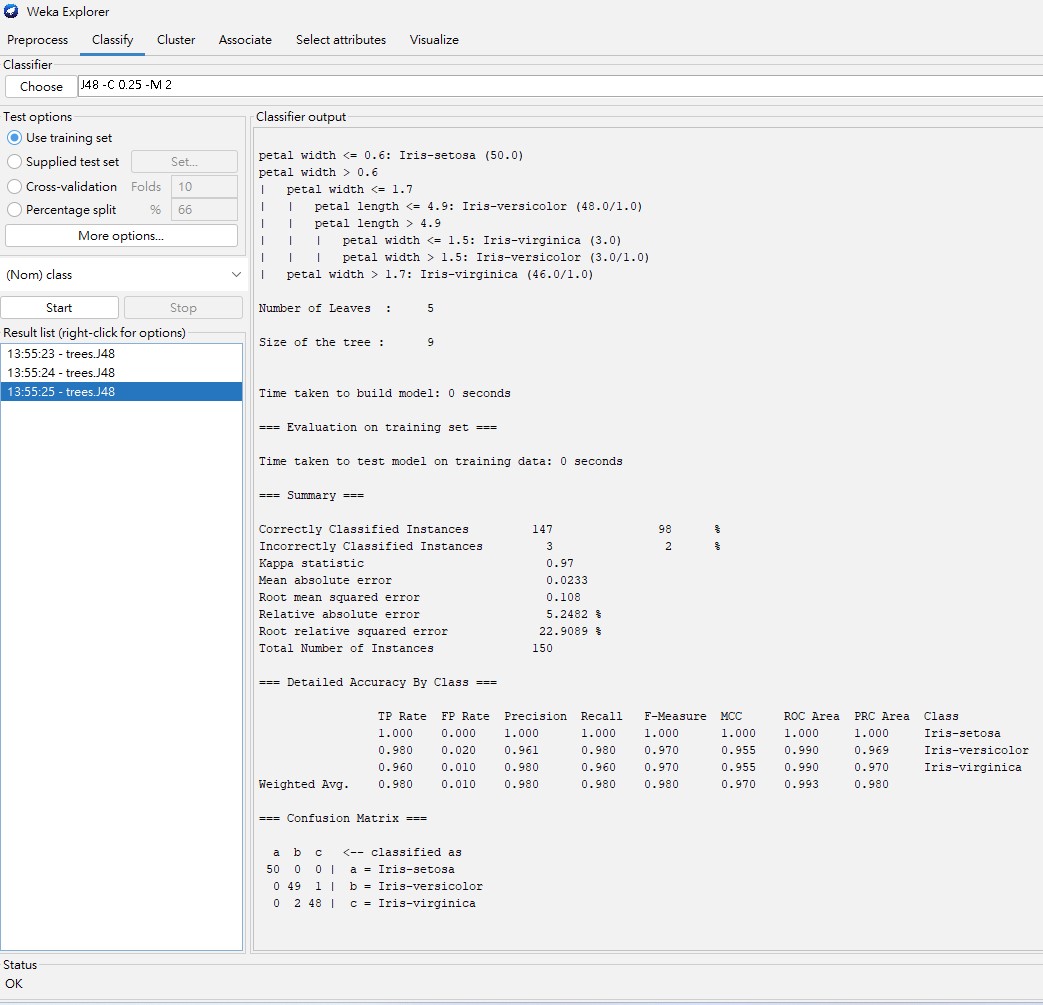 Weka Explorer
Preprocess Classify Cluster Associate Select attributes Visualize
Classifier
Choose J48 -C 0.25 -M 2
Test options
Use training set
Supplied test set Set...
Cross-validation Folds 10
Percentage split % 66
More options...
(Nom) class
Start Stop
Result list (right-click for options)
13:55:23 - trees.J48
13:55:24 - trees.J48
13:55:25 - trees.J48
Classifier output
petal width <= 0.6: Iris-setosa (50.0)
petal width > 0.6
|   petal width <= 1.7
|   |   petal length <= 4.9: Iris-versicolor (48.0/1.0)
|   |   petal length > 4.9
|   |   |   petal width <= 1.5: Iris-virginica (3.0)
|   |   |   petal width > 1.5: Iris-versicolor (3.0/1.0)
|   petal width > 1.7: Iris-virginica (46.0/1.0)
Number of Leaves  :     5
Size of the tree :      9
Time taken to build model: 0 seconds
=== Evaluation on training set ===
Time taken to test model on training data: 0 seconds
=== Summary ===
Correctly Classified Instances         147               98      %
Incorrectly Classified Instances         3                2      %
Kappa statistic                          0.97
Mean absolute error                      0.0233
Root mean squared error                  0.108
Relative absolute error                  5.2482 %
Root relative squared error             22.9089 %
Total Number of Instances              150
=== Detailed Accuracy By Class ===
                 TP Rate  FP Rate  Precision  Recall   F-Measure  MCC      ROC Area  PRC Area  Class
                 1.000    0.000    1.000      1.000    1.000      1.000    1.000     1.000     Iris-setosa
                 0.980    0.020    0.961      0.980    0.970      0.955    0.990     0.969     Iris-versicolor
                 0.960    0.010    0.980      0.960    0.970      0.955    0.990     0.970     Iris-virginica
Weighted Avg.    0.980    0.010    0.980      0.980    0.980      0.970    0.993     0.980
=== Confusion Matrix ===
  a  b  c   <-- classified as
 50  0  0 |  a = Iris-setosa
  0 49  1 |  b = Iris-versicolor
  0  2 48 |  c = Iris-virginica
Status
OK